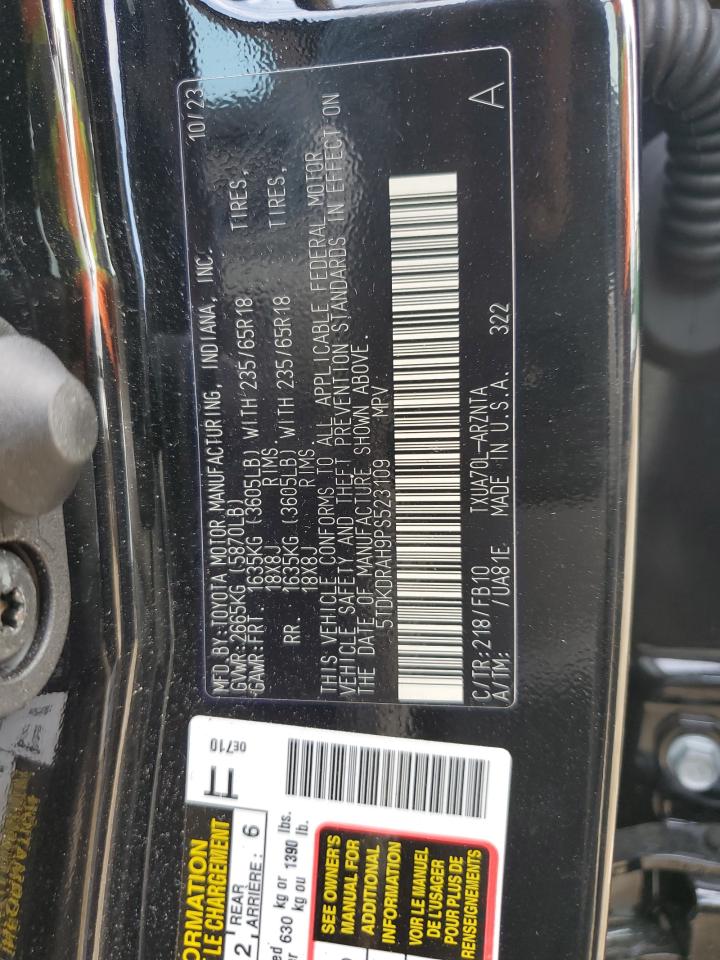 MFD.BY:TOYOTA MOTOR MANUFACTURING, INDIANA, INC. 10/23
GVWR:2665KG (5870LB)
GAWR:FRT. 1635KG (3605LB) WITH 235/65R18 TIRES,
18X8J RIMS
RR. 1635KG (3605LB) WITH 235/65R18 TIRES,
18X8J RIMS
THIS VEHICLE CONFORMS TO ALL APPLICABLE FEDERAL MOTOR
VEHICLE SAFETY AND THEFT PREVENTION STANDARDS IN EFFECT ON
THE DATE OF MANUFACTURE SHOWN ABOVE.
5TDKDRAH9PS523109 MPV
C/TR:218/FB10 TXUA70L-ARZNTA
A/TM: /UA81E MADE IN U.S.A. 322 A
0E710
ORMATION
LE CHARGEMENT
2 REAR
ARRIÈRE : 6
ed 630 kg or 1390 lbs.
630 kg ou 1390 lb.
SEE OWNER'S
MANUAL FOR
ADDITIONAL
INFORMATION
VOIR LE MANUEL
DE L'USAGER
POUR PLUS DE
RENSEIGNEMENTS